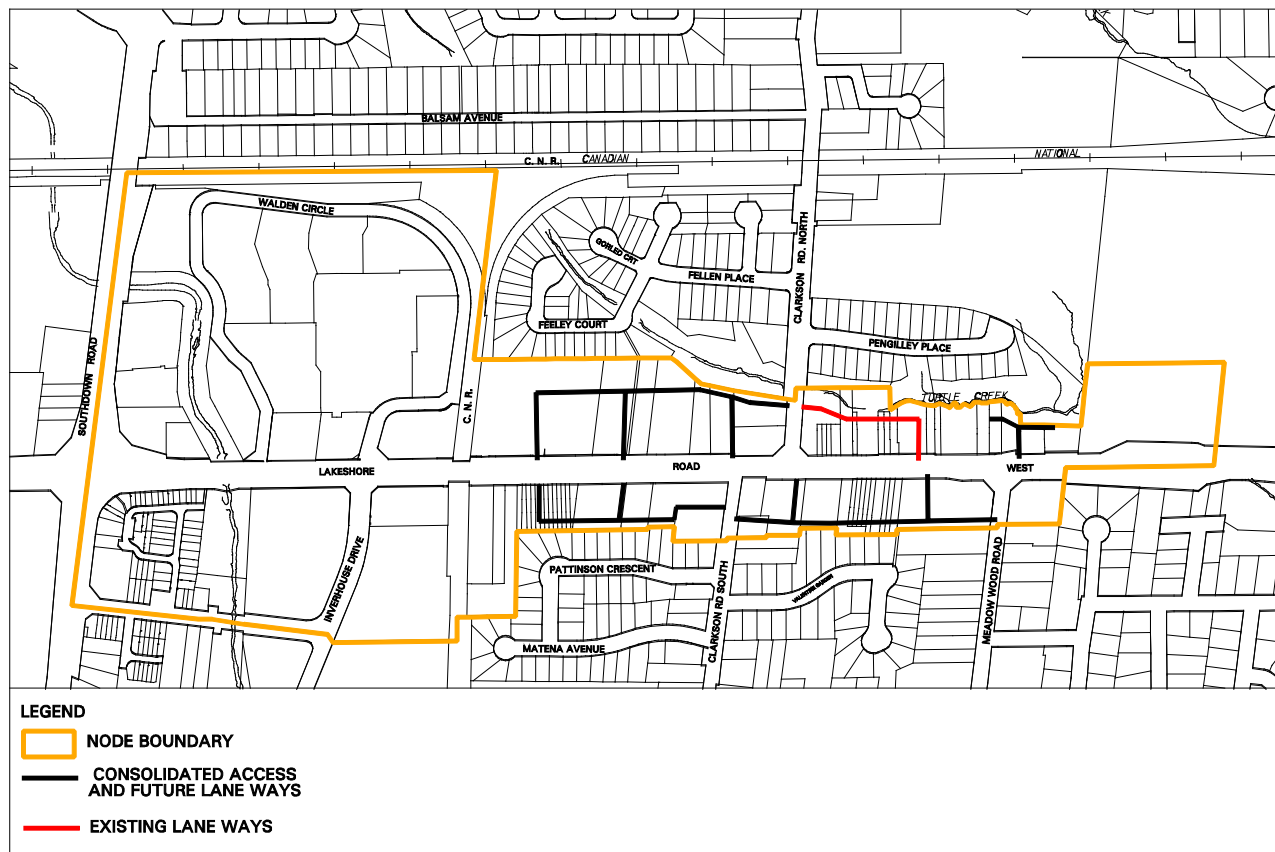 BALSAM AVENUE
C. N. R.
CANADIAN
NATIONAL
WALDEN CIRCLE
GORLED CRT
FELLEN PLACE
CLARKSON RD. NORTH
FEELEY COURT
PENGILLEY PLACE
SOUTHDOWN ROAD
C. N. R.
TURTLE CREEK
LAKESHORE
ROAD
WEST
INVERHOUSE DRIVE
PATTINSON CRESCENT
CLARKSON RD SOUTH
MEADOW WOOD ROAD
MATENA AVENUE
LEGEND
NODE BOUNDARY
CONSOLIDATED ACCESS
AND FUTURE LANE WAYS
EXISTING LANE WAYS